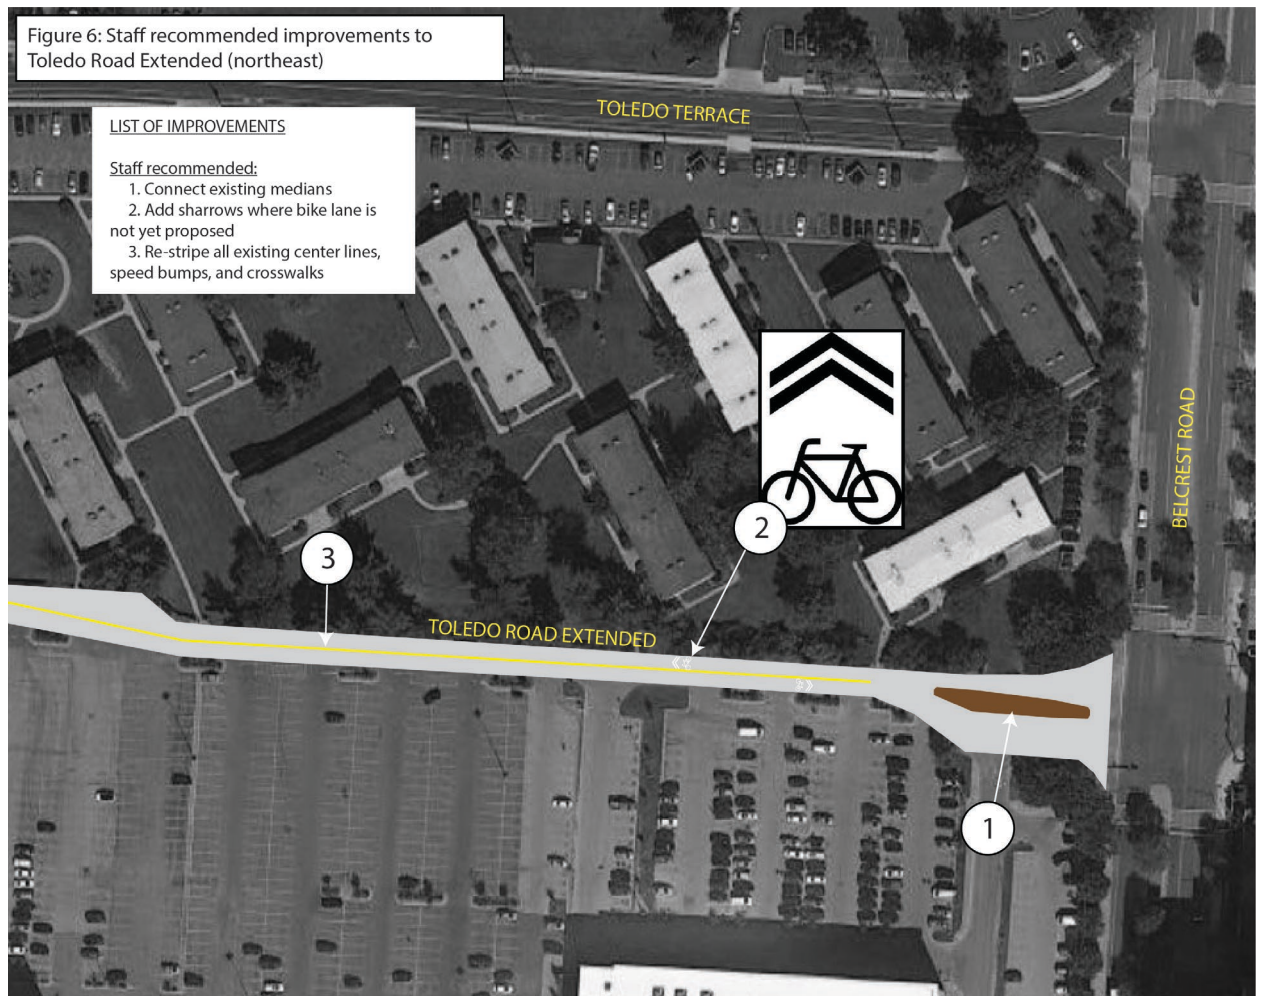 Figure 6: Staff recommended improvements to
Toledo Road Extended (northeast)
TOLEDO TERRACE
LIST OF IMPROVEMENTS
Staff recommended:
1. Connect existing medians
2. Add sharrows where bike lane is
not yet proposed
3. Re-stripe all existing center lines,
speed bumps, and crosswalks
BELCREST ROAD
2
3
TOLEDO ROAD EXTENDED
1